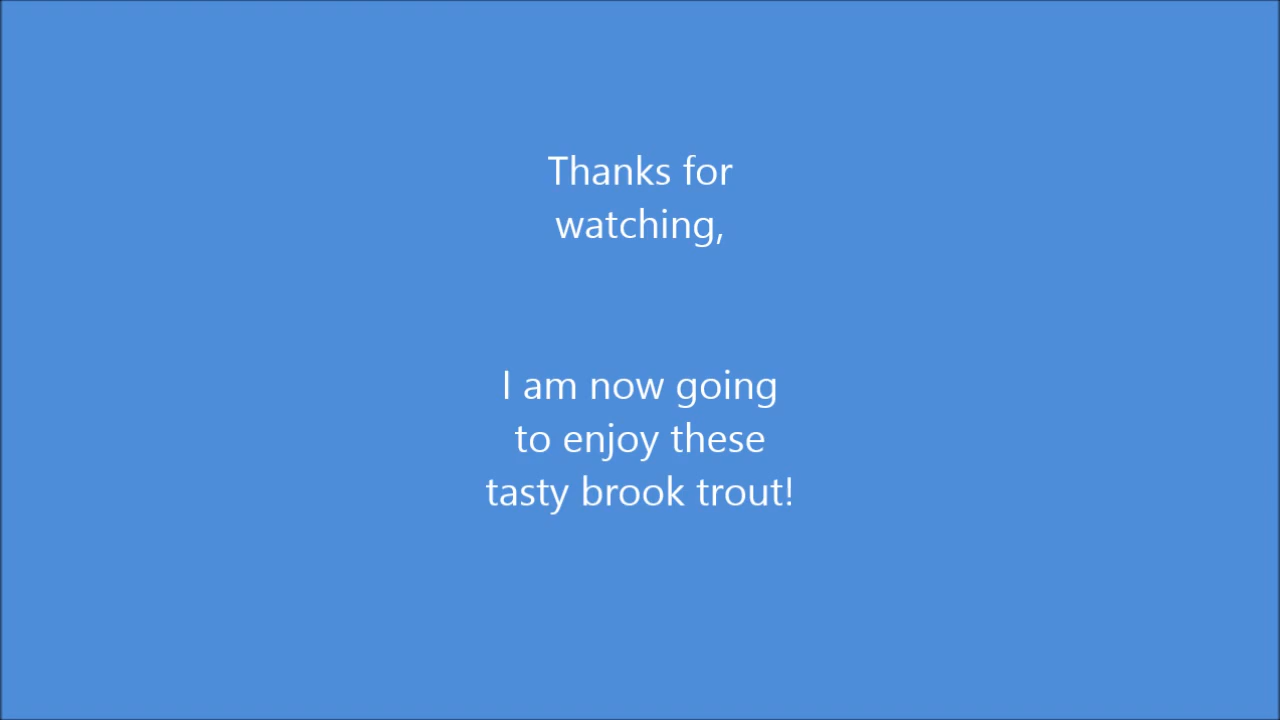 Thanks for
watching,
I am now going
to enjoy these
tasty brook trout!